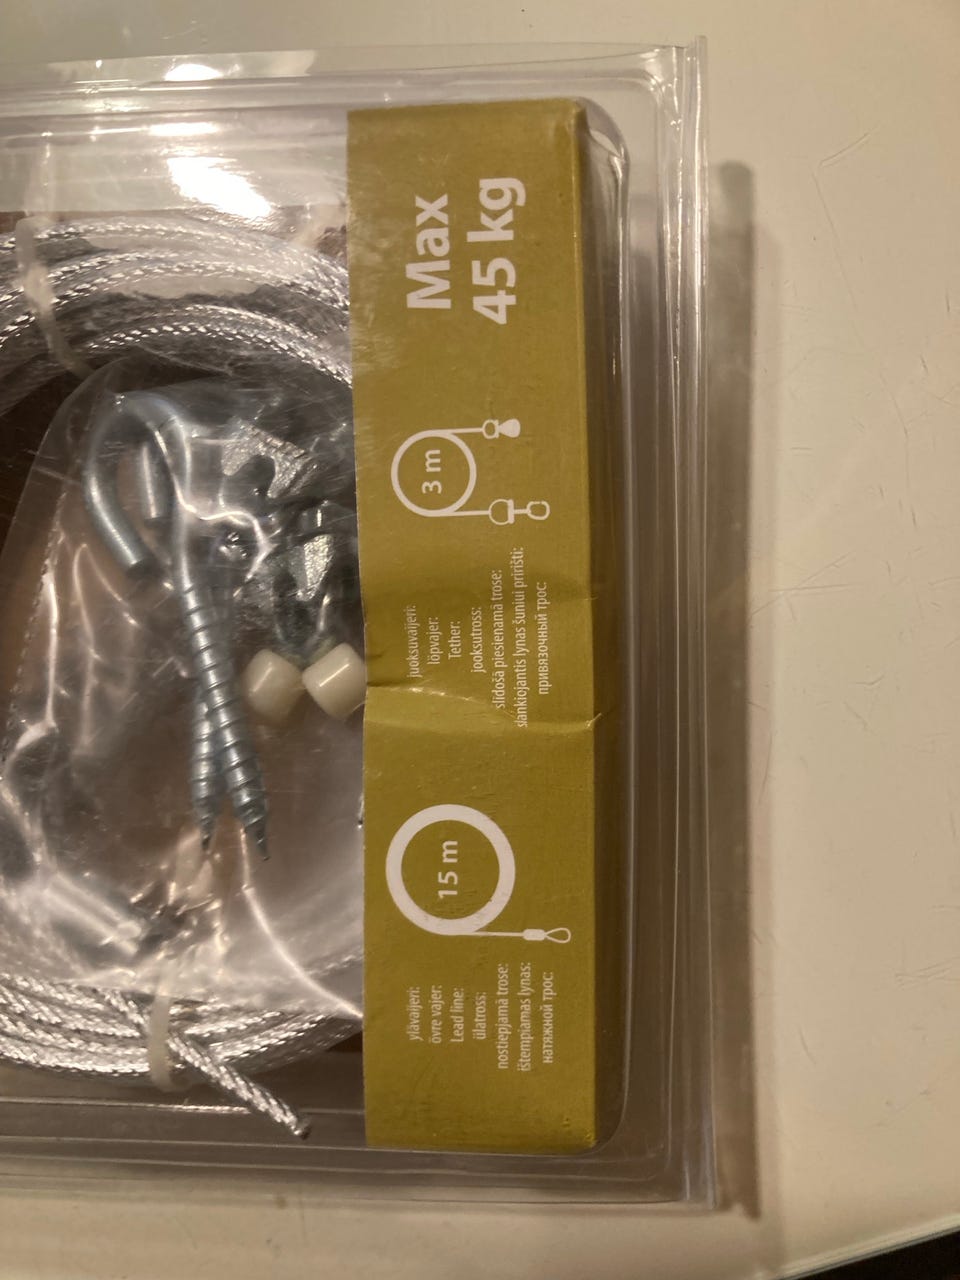 ylävaijeri:
övre vajer:
Lead line:
ülatross:
nostiepjamā trose:
ištempiamas lynas:
натяжной трос:
15 m
juoksuvaijeri:
löpvajer:
Tether:
jooksutross:
slīdošā piesienamā trose:
slankiojantis lynas šuniui pririšti:
привязочный трос:
3 m
Max
45 kg